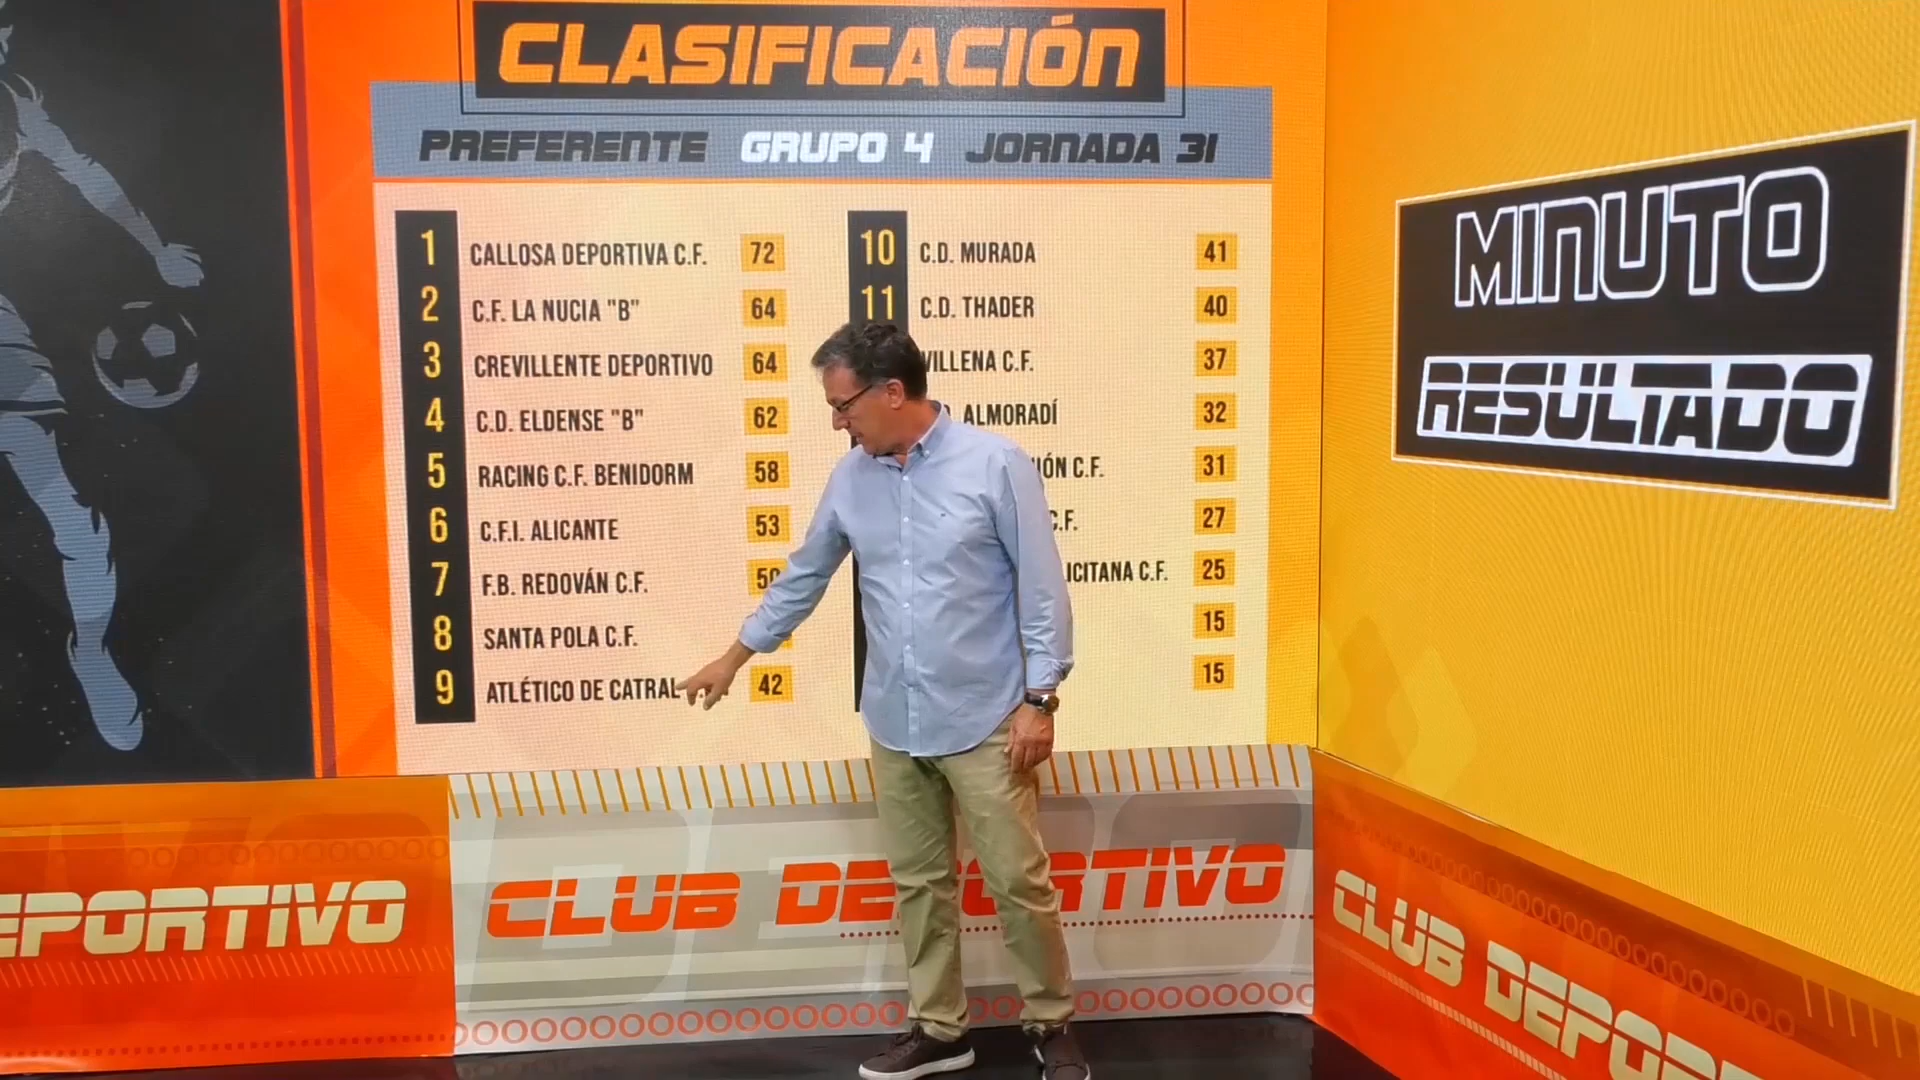 CLASIFICACIÓN
PREFERENTE GRUPO 4 JORNADA 31
1 CALLOSA DEPORTIVA C.F. 72
2 C.F. LA NUCIA "B" 64
3 CREVILLENTE DEPORTIVO 64
4 C.D. ELDENSE "B" 62
5 RACING C.F. BENIDORM 58
6 C.F.I. ALICANTE 53
7 F.B. REDOVÁN C.F. 50
8 SANTA POLA C.F.
9 ATLÉTICO DE CATRAL 42
10 C.D. MURADA 41
11 C.D. THADER 40
VILLENA C.F. 37
ALMORADÍ 32
C.F. 31
C.F. 27
C.F. 25
15
15
MINUTO
RESULTADO
EPORTIVO
CLUB DEPORTIVO
CLUB DEPOR